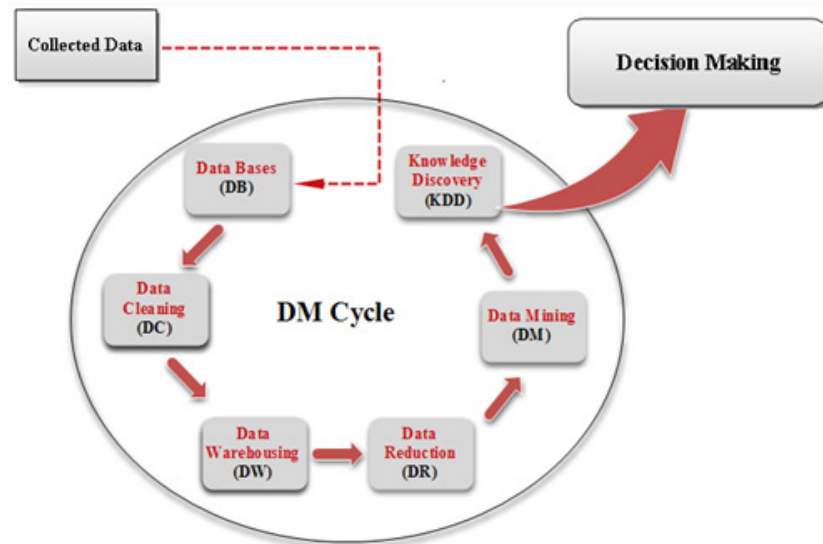 Collected Data
Decision Making
Data Bases
(DB)
Knowledge
Discovery
(KDD)
Data
Cleaning
(DC)
DM Cycle
Data Mining
(DM)
Data
Warehousing
(DW)
Data
Reduction
(DR)